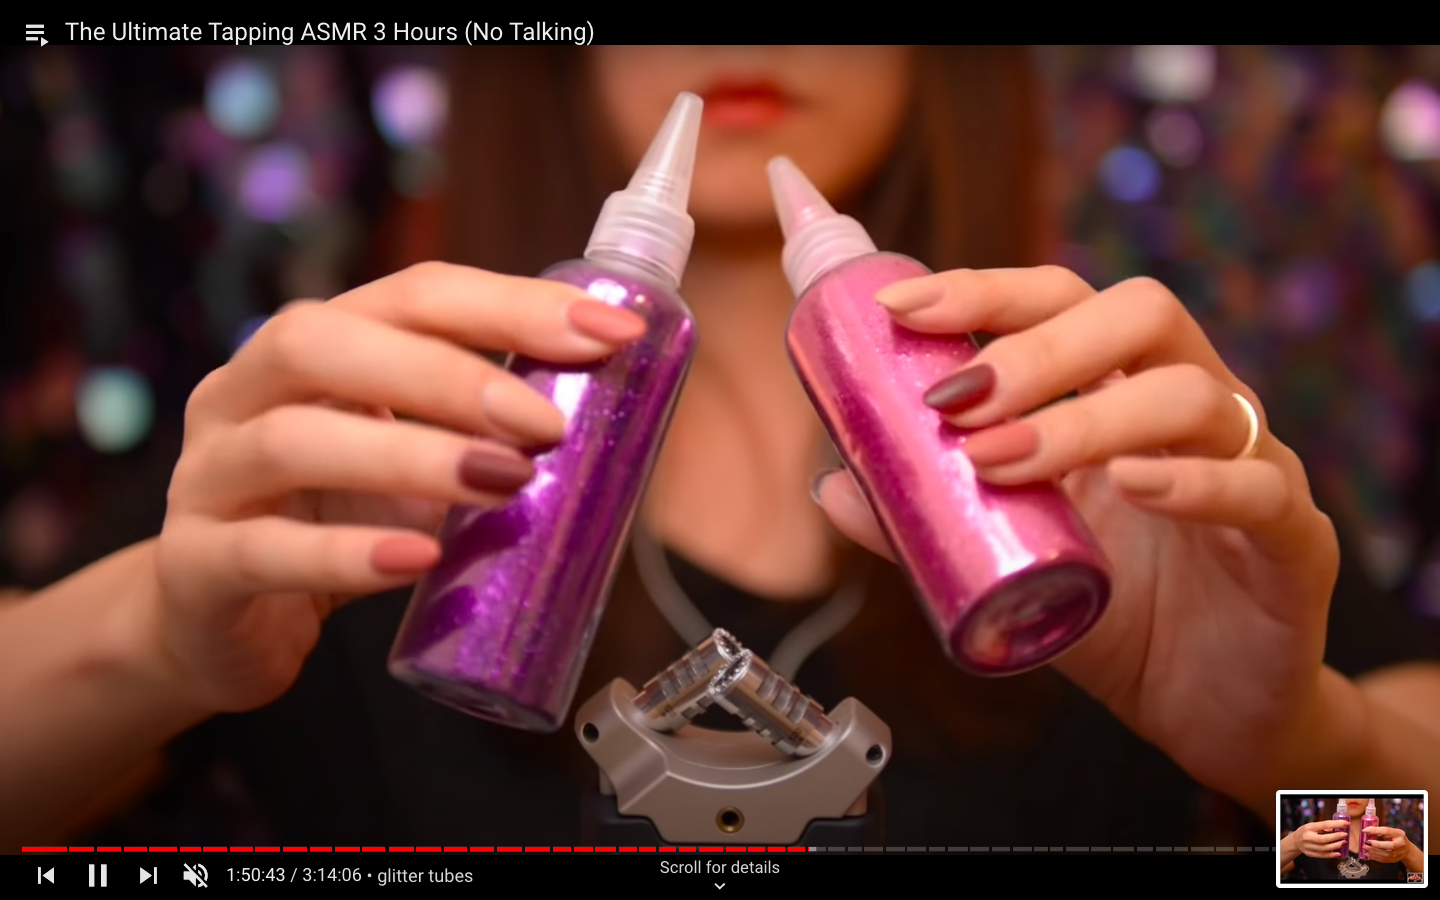 The Ultimate Tapping ASMR 3 Hours (No Talking)
1:50:43 / 3:14:06 • glitter tubes
Scroll for details